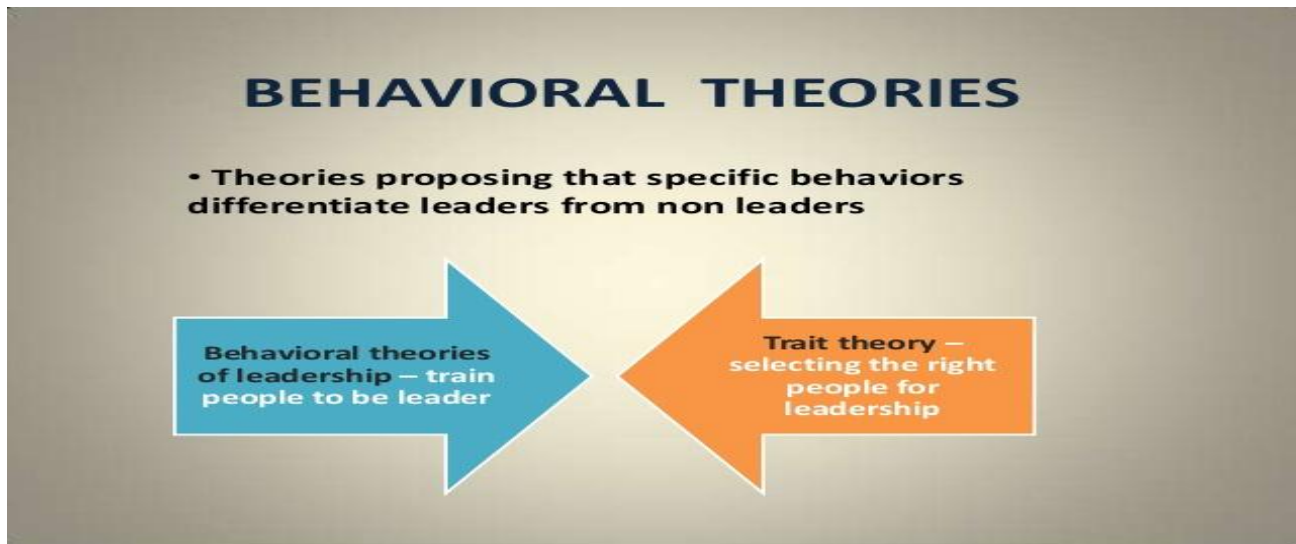 BEHAVIORAL THEORIES
• Theories proposing that specific behaviors
differentiate leaders from non leaders
Behavioral theories
of leadership – train
people to be leader
Trait theory –
selecting the right
people for
leadership